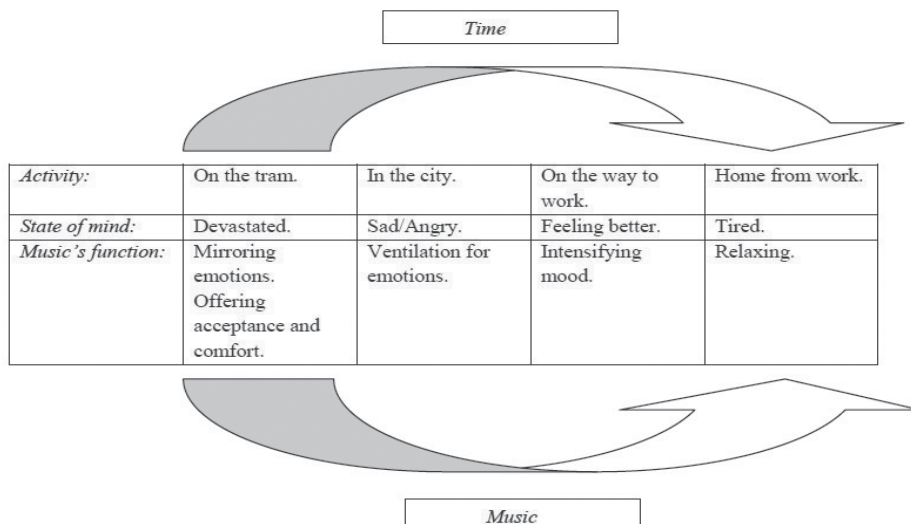 Time
Activity: On the tram. In the city. On the way to work. Home from work.
State of mind: Devastated. Sad/Angry. Feeling better. Tired.
Music's function: Mirroring emotions. Offering acceptance and comfort. Ventilation for emotions. Intensifying mood. Relaxing.
Music